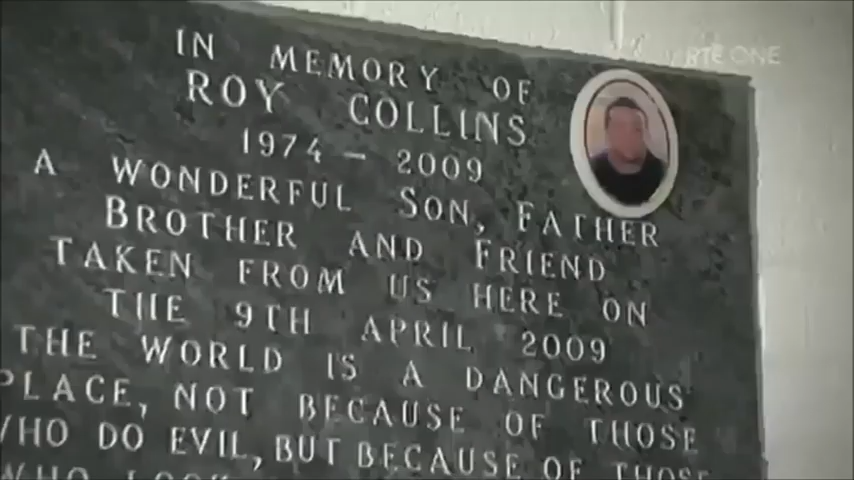 RTÉ ONE
IN MEMORY OF
ROY COLLINS
1974 – 2009
A WONDERFUL SON, FATHER
BROTHER AND FRIEND
TAKEN FROM US HERE ON
THE 9TH APRIL 2009
THE WORLD IS A DANGEROUS
PLACE, NOT BECAUSE OF THOSE
WHO DO EVIL, BUT BECAUSE OF THOSE
WHO LOOK